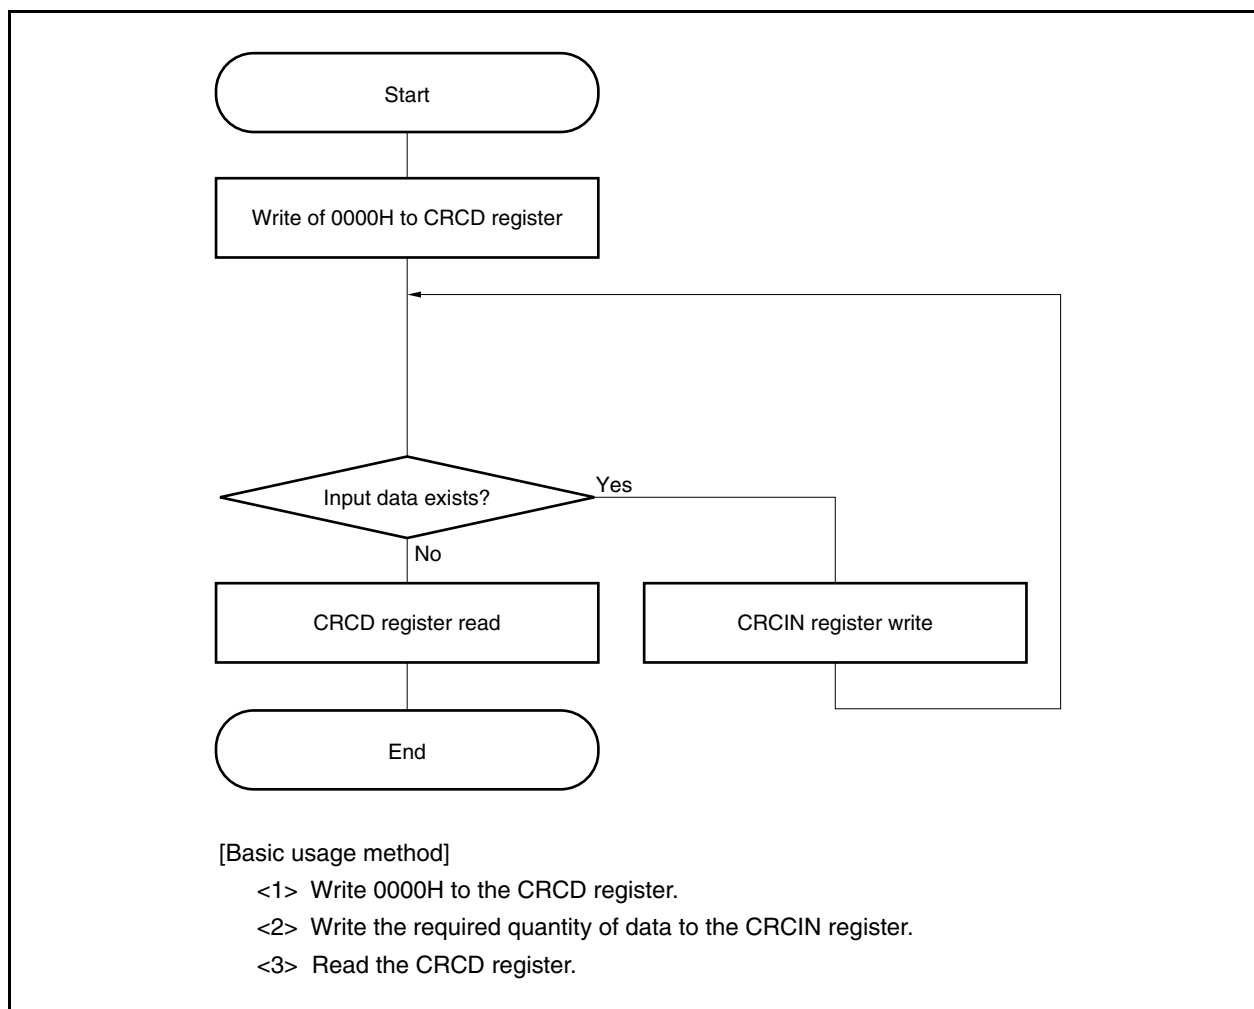 Start
Write of 0000H to CRCD register
Input data exists?
Yes
No
CRCD register read
CRCIN register write
End
[Basic usage method]
<1> Write 0000H to the CRCD register.
<2> Write the required quantity of data to the CRCIN register.
<3> Read the CRCD register.